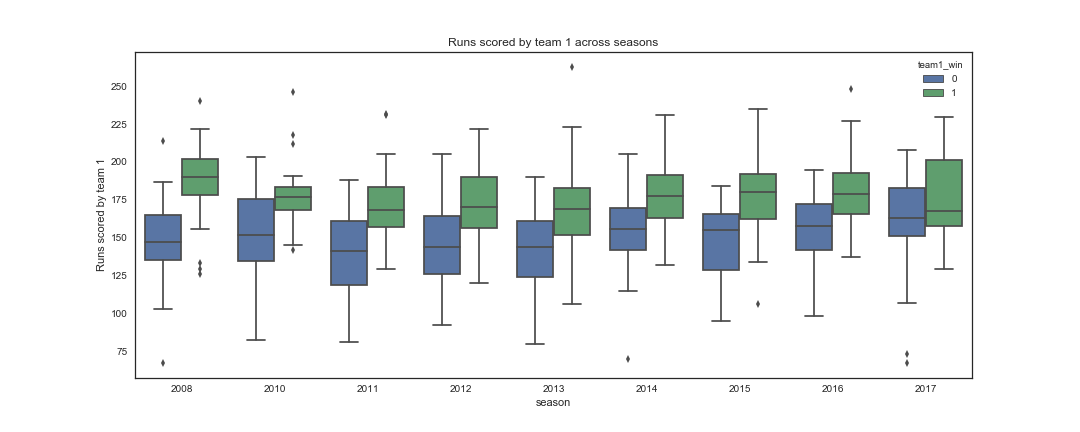 Runs scored by team 1 across seasons
team1_win
0
1
Runs scored by team 1
250
225
200
175
150
125
100
75
2008 2010 2011 2012 2013 2014 2015 2016 2017
season